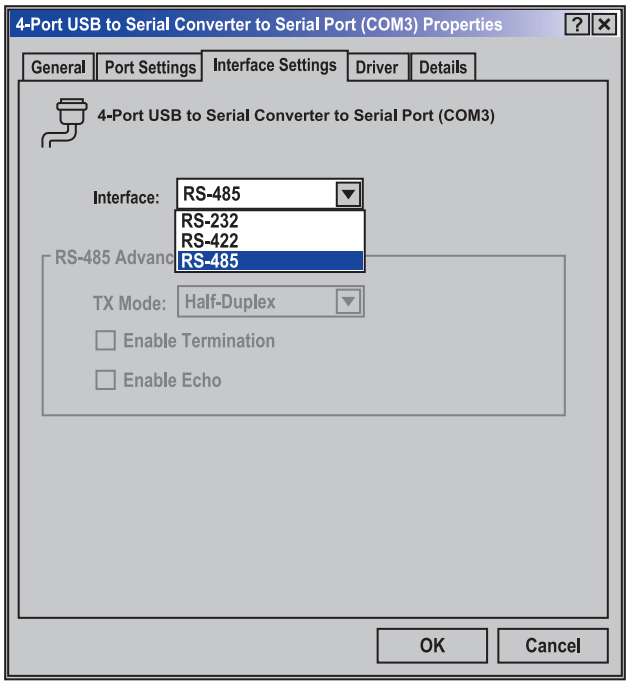 4-Port USB to Serial Converter to Serial Port (COM3) Properties ? ×
General Port Settings Interface Settings Driver Details
4-Port USB to Serial Converter to Serial Port (COM3)
Interface: RS-485
RS-232
RS-422
RS-485
RS-485 Advanc
TX Mode: Half-Duplex
Enable Termination
Enable Echo
OK Cancel